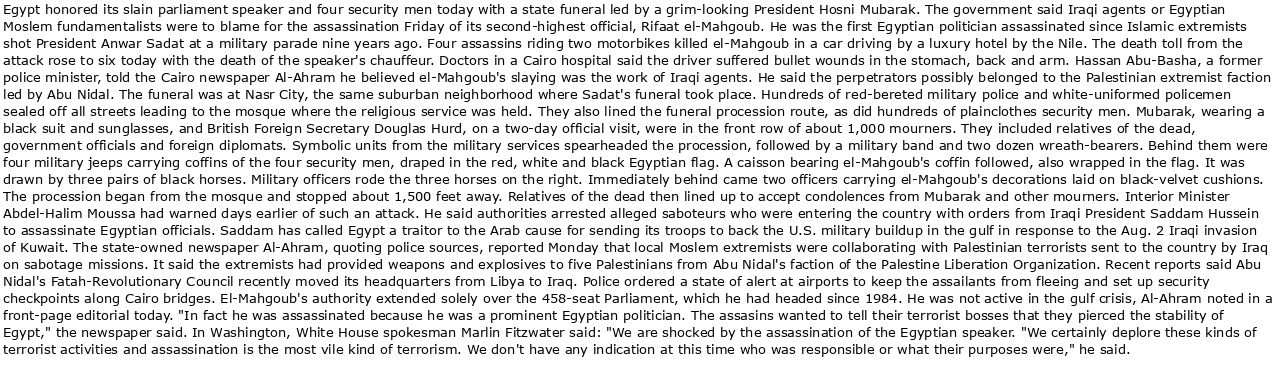 Egypt honored its slain parliament speaker and four security men today with a state funeral led by a grim-looking President Hosni Mubarak. The government said Iraqi agents or Egyptian
Moslem fundamentalists were to blame for the assassination Friday of its second-highest official, Rifaat el-Mahgoub. He was the first Egyptian politician assassinated since Islamic extremists
shot President Anwar Sadat at a military parade nine years ago. Four assassins riding two motorbikes killed el-Mahgoub in a car driving by a luxury hotel by the Nile. The death toll from the
attack rose to six today with the death of the speaker's chauffeur. Doctors in a Cairo hospital said the driver suffered bullet wounds in the stomach, back and arm. Hassan Abu-Basha, a former
police minister, told the Cairo newspaper Al-Ahram he believed el-Mahgoub's slaying was the work of Iraqi agents. He said the perpetrators possibly belonged to the Palestinian extremist faction
led by Abu Nidal. The funeral was at Nasr City, the same suburban neighborhood where Sadat's funeral took place. Hundreds of red-bereted military police and white-uniformed policemen
sealed off all streets leading to the mosque where the religious service was held. They also lined the funeral procession route, as did hundreds of plainclothes security men. Mubarak, wearing a
black suit and sunglasses, and British Foreign Secretary Douglas Hurd, on a two-day official visit, were in the front row of about 1,000 mourners. They included relatives of the dead,
government officials and foreign diplomats. Symbolic units from the military services spearheaded the procession, followed by a military band and two dozen wreath-bearers. Behind them were
four military jeeps carrying coffins of the four security men, draped in the red, white and black Egyptian flag. A caisson bearing el-Mahgoub's coffin followed, also wrapped in the flag. It was
drawn by three pairs of black horses. Military officers rode the three horses on the right. Immediately behind came two officers carrying el-Mahgoub's decorations laid on black-velvet cushions.
The procession began from the mosque and stopped about 1,500 feet away. Relatives of the dead then lined up to accept condolences from Mubarak and other mourners. Interior Minister
Abdel-Halim Moussa had warned days earlier of such an attack. He said authorities arrested alleged saboteurs who were entering the country with orders from Iraqi President Saddam Hussein
to assassinate Egyptian officials. Saddam has called Egypt a traitor to the Arab cause for sending its troops to back the U.S. military buildup in the gulf in response to the Aug. 2 Iraqi invasion
of Kuwait. The state-owned newspaper Al-Ahram, quoting police sources, reported Monday that local Moslem extremists were collaborating with Palestinian terrorists sent to the country by Iraq
on sabotage missions. It said the extremists had provided weapons and explosives to five Palestinians from Abu Nidal's faction of the Palestine Liberation Organization. Recent reports said Abu
Nidal's Fatah-Revolutionary Council recently moved its headquarters from Libya to Iraq. Police ordered a state of alert at airports to keep the assailants from fleeing and set up security
checkpoints along Cairo bridges. El-Mahgoub's authority extended solely over the 458-seat Parliament, which he had headed since 1984. He was not active in the gulf crisis, Al-Ahram noted in a
front-page editorial today. "In fact he was assassinated because he was a prominent Egyptian politician. The assasins wanted to tell their terrorist bosses that they pierced the stability of
Egypt," the newspaper said. In Washington, White House spokesman Marlin Fitzwater said: "We are shocked by the assassination of the Egyptian speaker. "We certainly deplore these kinds of
terrorist activities and assassination is the most vile kind of terrorism. We don't have any indication at this time who was responsible or what their purposes were," he said.